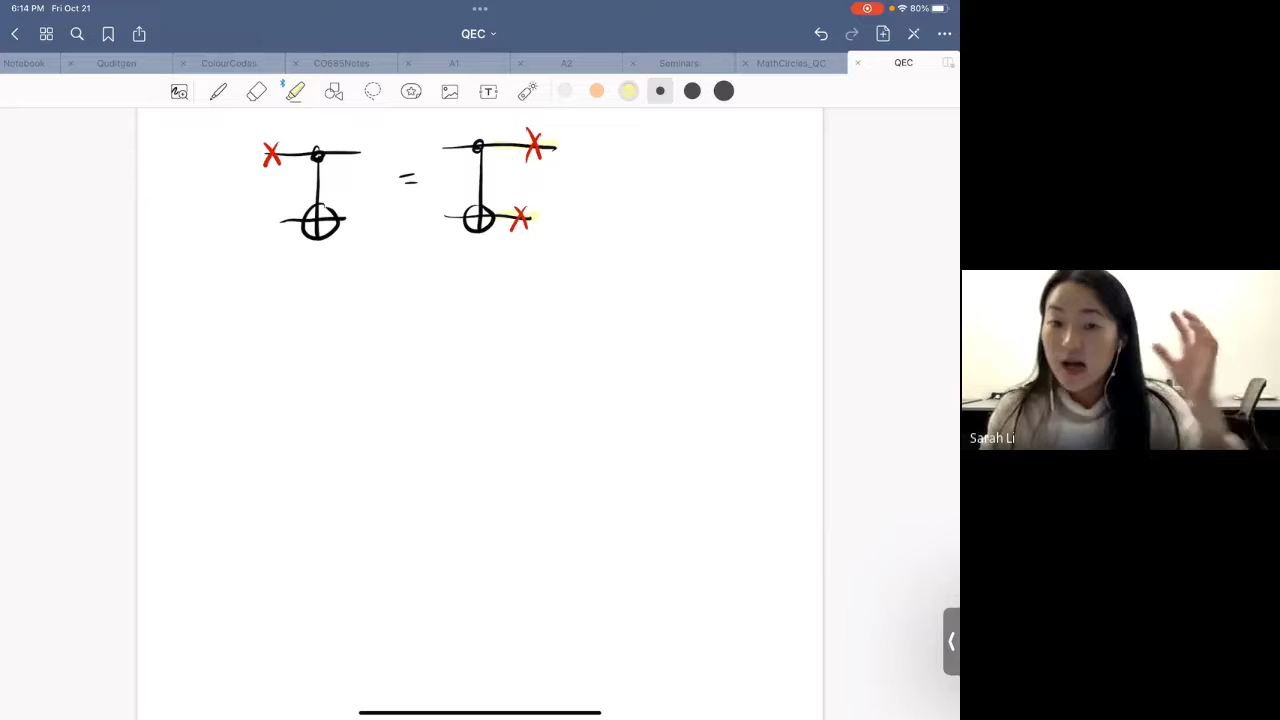 6:14 PM Fri Oct 21
80%
QEC
Notebook
Quditgen
ColourCodes
CO685Notes
A1
A2
Seminars
MathCircles_QC
QEC
T
X
X
=
X
Sarah Li